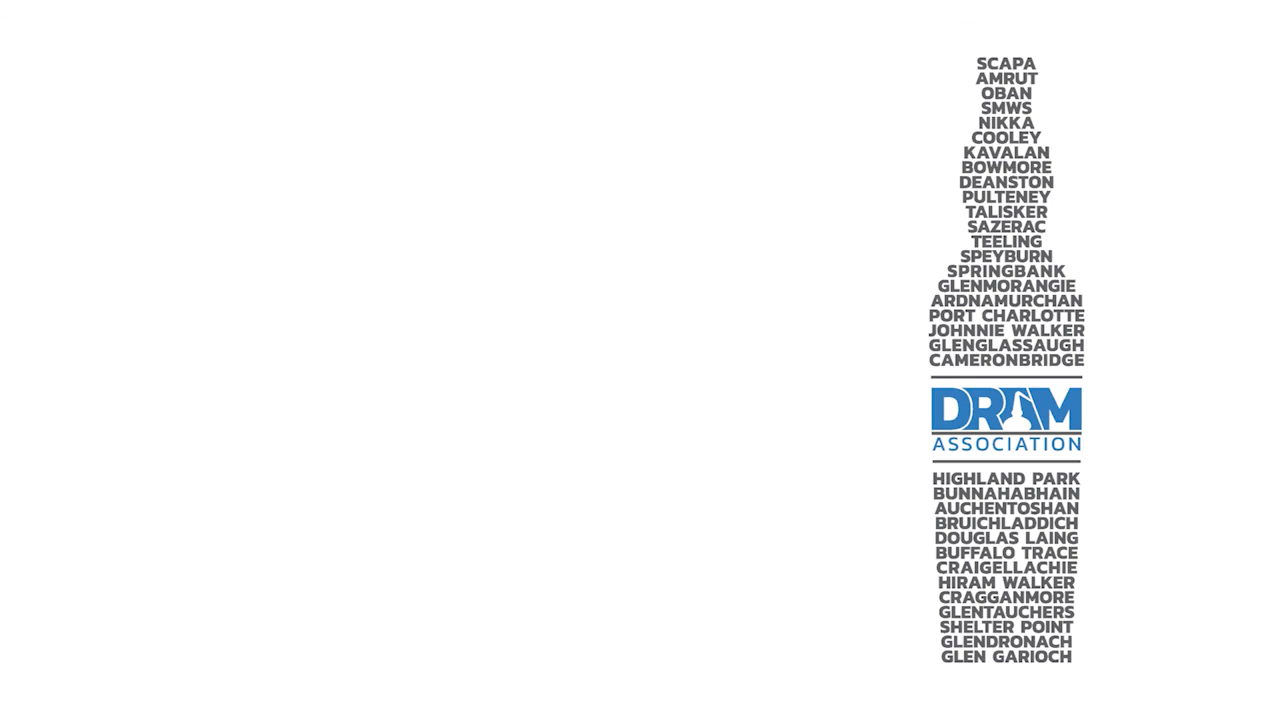 SCAPA
AMRUT
OBAN
SMWS
NIKKA
COOLEY
KAVALAN
BOWMORE
DEANSTON
PULTENEY
TALISKER
SAZERAC
TEELING
SPEYBURN
SPRINGBANK
GLENMORANGIE
ARDNAMURCHAN
PORT CHARLOTTE
JOHNNIE WALKER
GLENGLASSAUGH
CAMERONBRIDGE
DRAM
ASSOCIATION
HIGHLAND PARK
BUNNAHABHAIN
AUCHENTOSHAN
BRUICHLADDICH
DOUGLAS LAING
BUFFALO TRACE
CRAIGELLACHIE
HIRAM WALKER
CRAGGANMORE
GLENTAUCHERS
SHELTER POINT
GLENDRONACH
GLEN GARIOCH